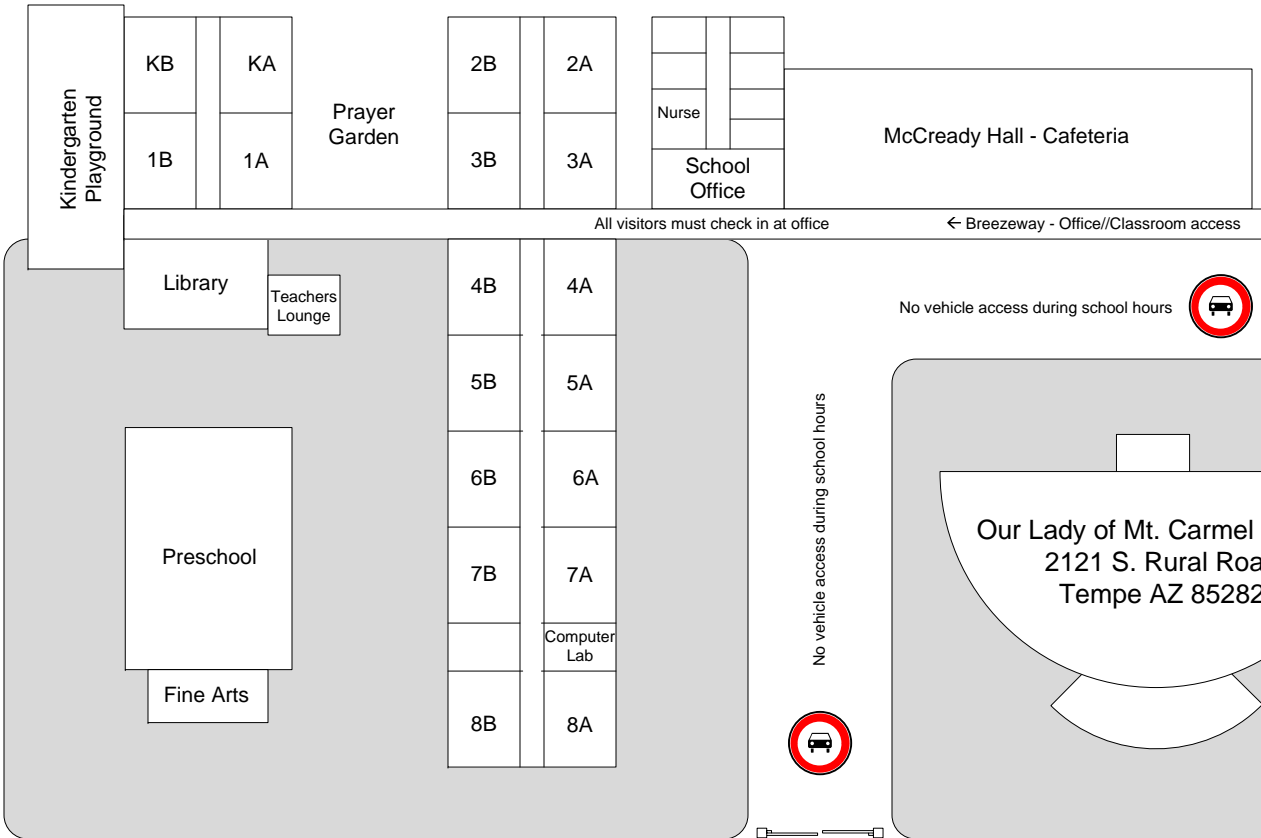 KB
KA
2B
2A
Kindergarten
Playground
Prayer
Garden
Nurse
McCready Hall - Cafeteria
1B
1A
3B
3A
School
Office
All visitors must check in at office
← Breezeway - Office//Classroom access
Library
Teachers
Lounge
4B
4A
No vehicle access during school hours
5B
5A
No vehicle access during school hours
6B
6A
Our Lady of Mt. Carmel
2121 S. Rural Roa
Tempe AZ 85282
Preschool
7B
7A
Computer
Lab
Fine Arts
8B
8A